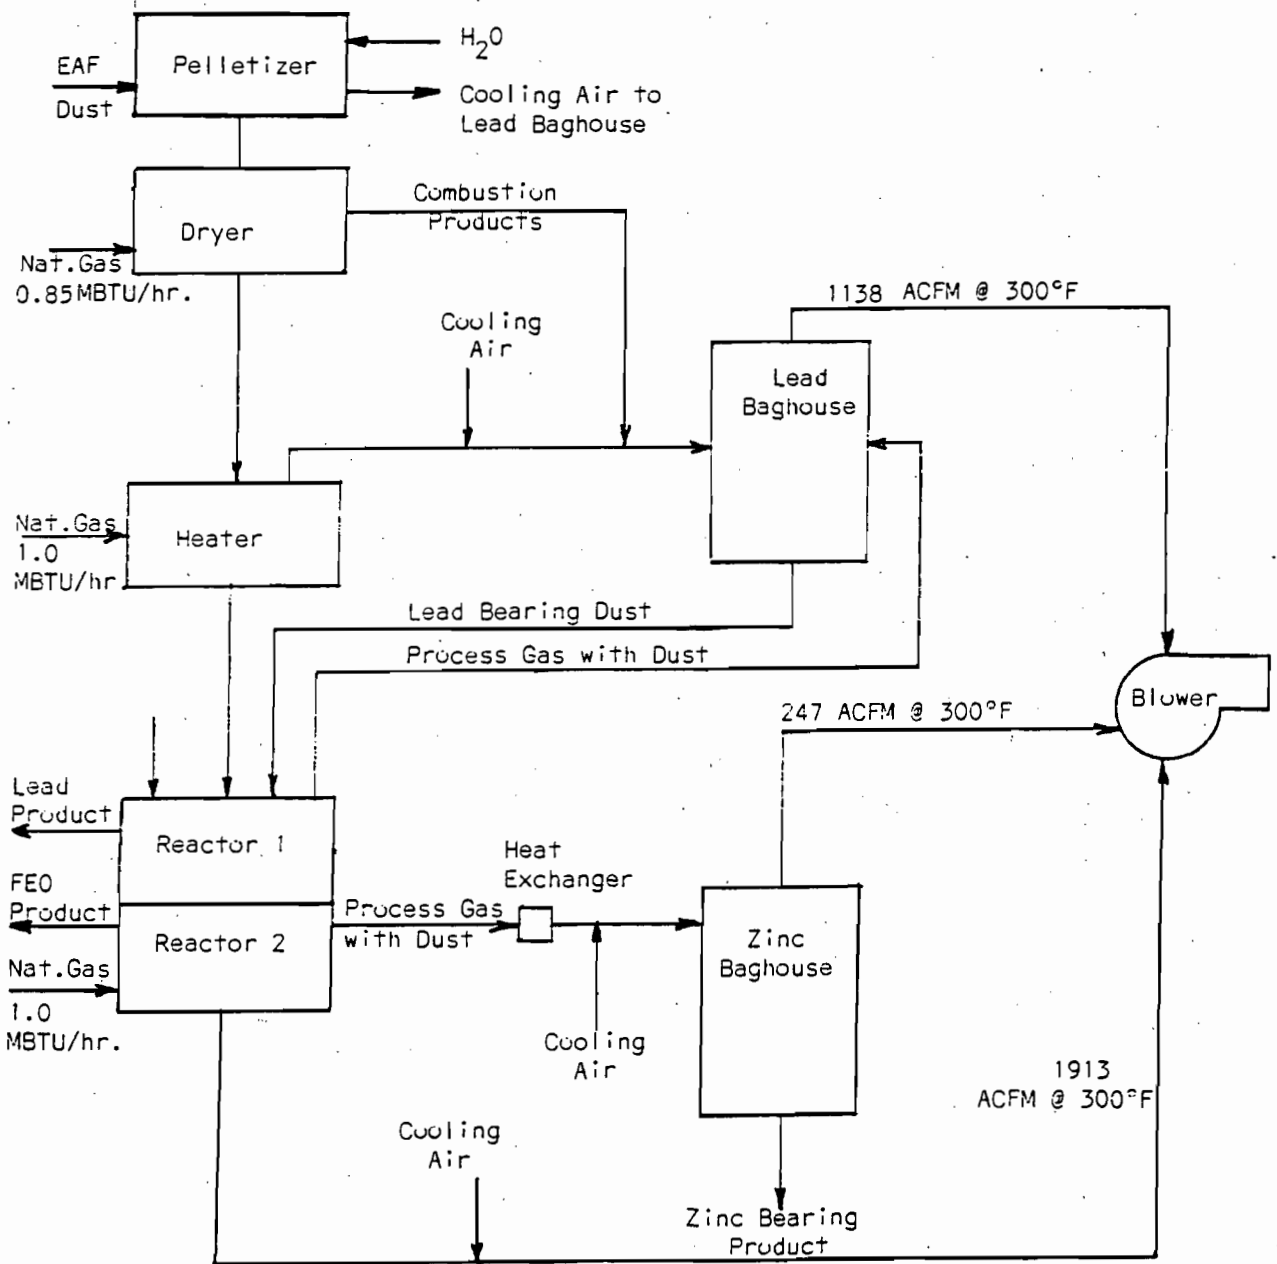 H2O
EAF
Dust
Pelletizer
Cooling Air to
Lead Baghouse
Combustion
Products
Dryer
Nat.Gas
0.85MBTU/hr.
1138 ACFM @ 300°F
Cooling
Air
Lead
Baghouse
Nat.Gas
1.0
MBTU/hr
Heater
Lead Bearing Dust
Process Gas with Dust
247 ACFM @ 300°F
Blower
Lead
Product
Reactor 1
FEO
Product
Reactor 2
Process Gas
with Dust
Heat
Exchanger
Zinc
Baghouse
Nat.Gas
1.0
MBTU/hr.
Cooling
Air
1913
ACFM @ 300°F
Cooling
Air
Zinc Bearing
Product